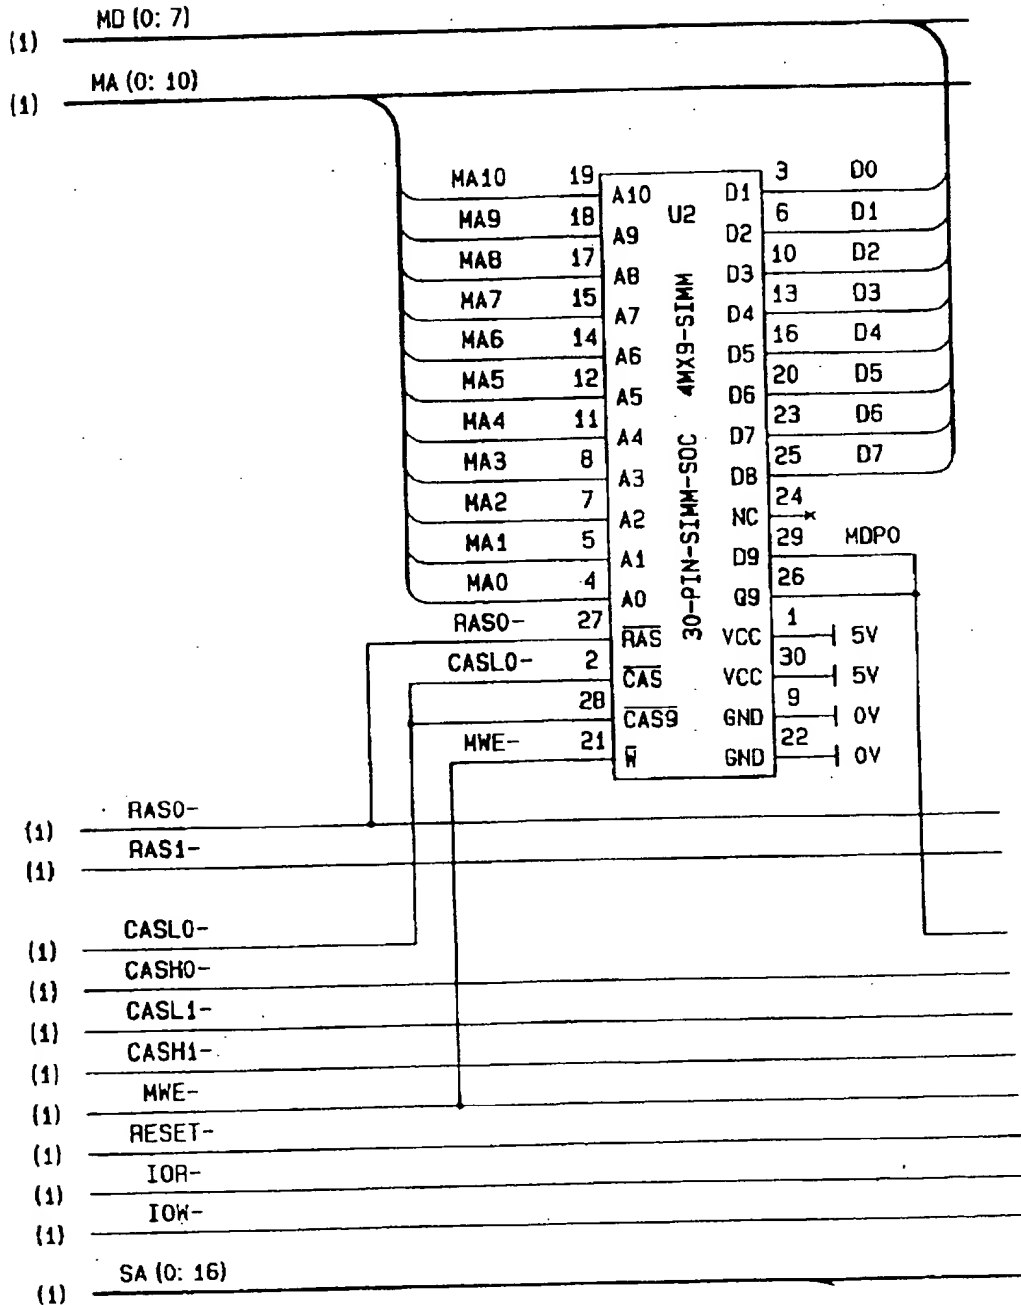 MD (0: 7)
(1)
MA (0: 10)
(1)
MA10 19 A10 D1 3 D0
U2
MA9 18 A9 D2 6 D1
MA8 17 A8 D3 10 D2
MA7 15 A7 D4 13 D3
MA6 14 A6 D5 16 D4
MA5 12 A5 D6 20 D5
MA4 11 A4 D7 23 D6
MA3 8 A3 D8 25 D7
MA2 7 A2 NC 24
MA1 5 A1 D9 29 MDP0
MA0 4 A0 Q9 26
30-PIN-SIMM-SOC 4MX9-SIMM
RAS0- 27 RAS VCC 1 5V
CASL0- 2 CAS VCC 30 5V
28 CAS9 GND 9 0V
MWE- 21 W GND 22 0V
RAS0-
(1)
RAS1-
(1)
CASL0-
(1)
CASH0-
(1)
CASL1-
(1)
CASH1-
(1)
MWE-
(1)
RESET-
(1)
IOR-
(1)
IOW-
(1)
SA (0: 16)
(1)